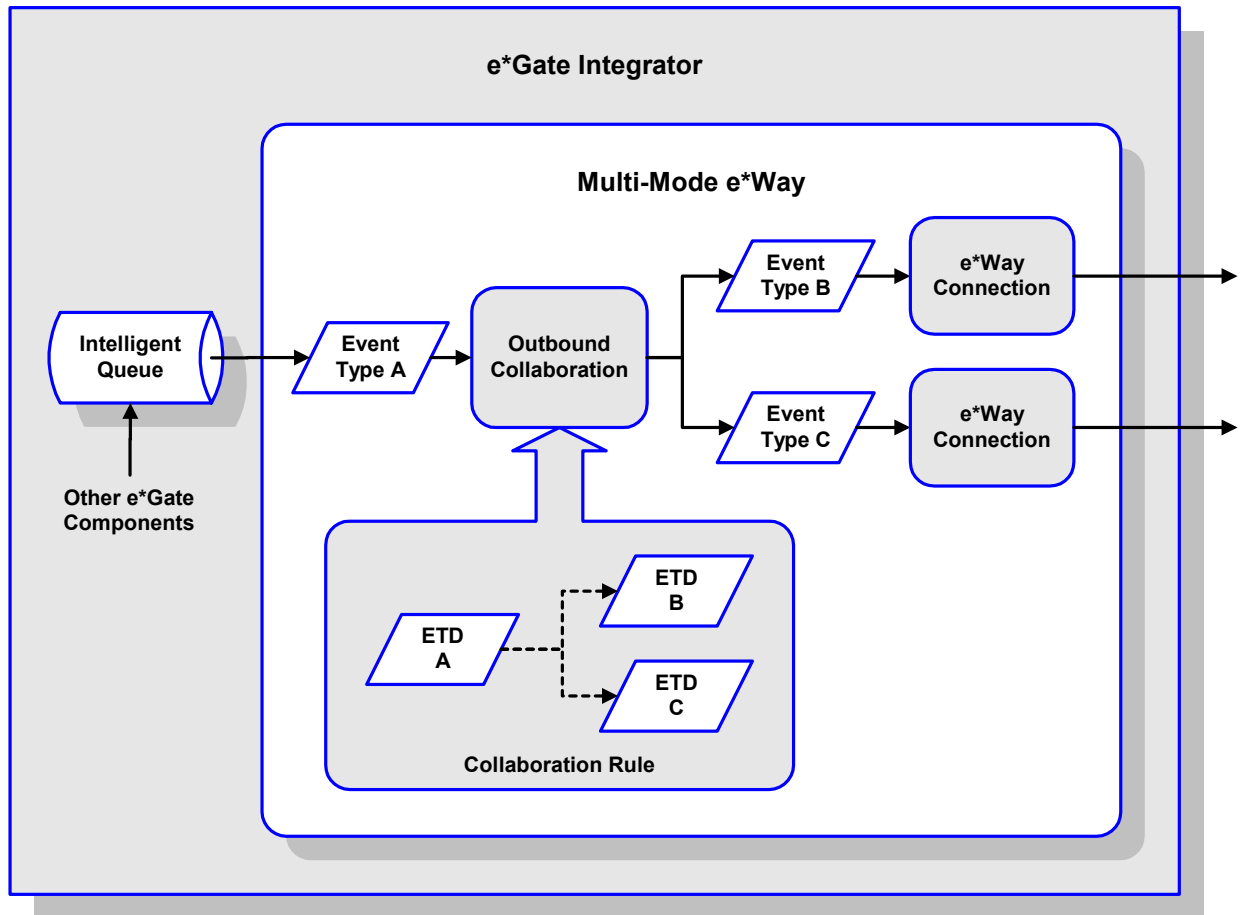 e*Gate Integrator
Multi-Mode e*Way
Intelligent
Queue
Event
Type A
Outbound
Collaboration
Event
Type B
e*Way
Connection
Event
Type C
e*Way
Connection
Other e*Gate
Components
ETD
A
ETD
B
ETD
C
Collaboration Rule